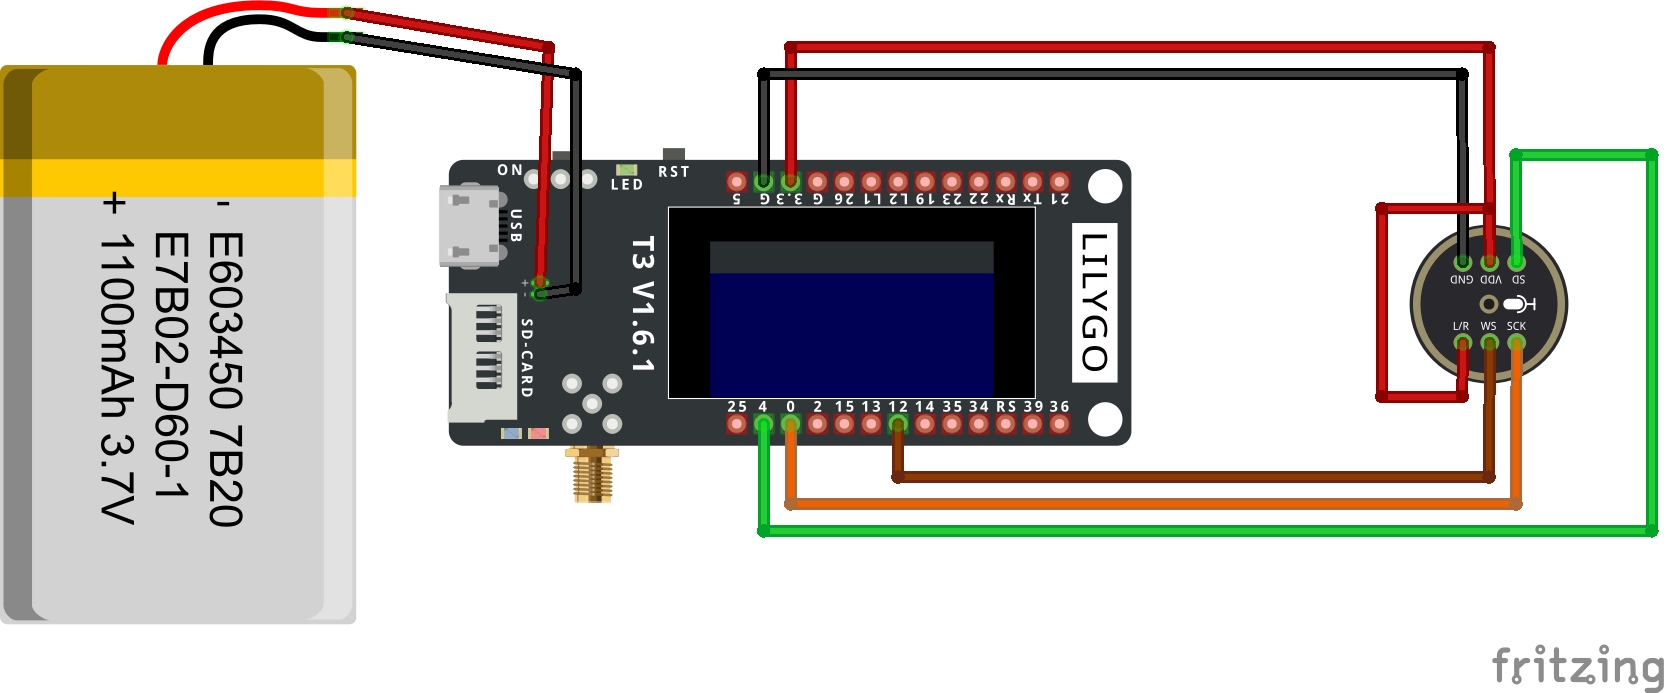 - E603450 7B20
E7B02-D60-1
+ 1100mAh 3.7V
ON
LED
RST
USB
+
-
SD-CARD
T3 V1.6.1
5 G 3.3 G 26 L1 L2 19 23 22 Rx Tx 21
25 4 0 2 15 13 12 14 35 34 RS 39 36
LILYGO
GND VDD SD
L/R WS SCK
fritzing